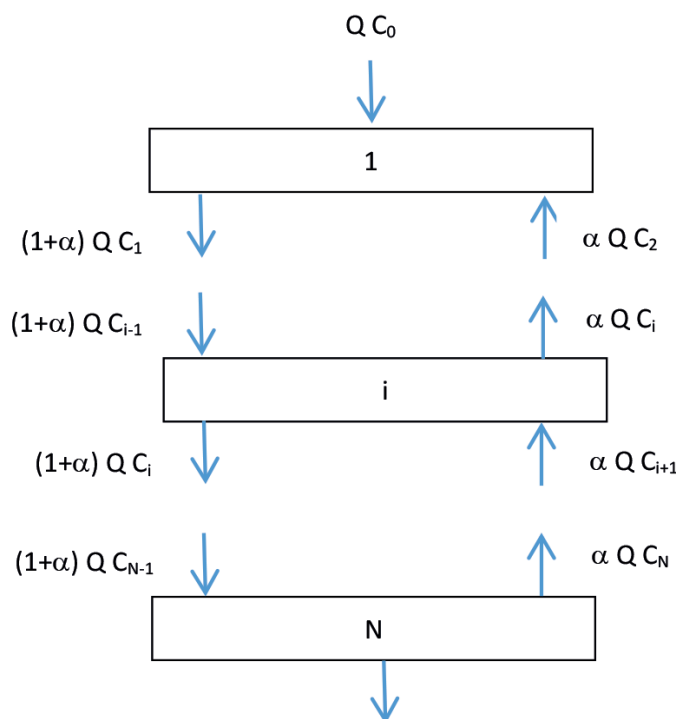 Q C₀
1
(1+α) Q C₁
α Q C₂
(1+α) Q Cᵢ₋₁
α Q Cᵢ
i
(1+α) Q Cᵢ
α Q Cᵢ₊₁
(1+α) Q C_N-1
α Q C_N
N